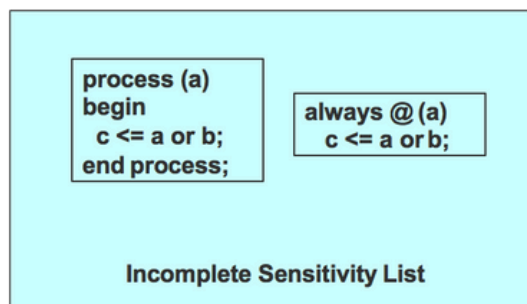 process (a)
begin
c <= a or b;
end process;
always @ (a)
c <= a or b;
Incomplete Sensitivity List